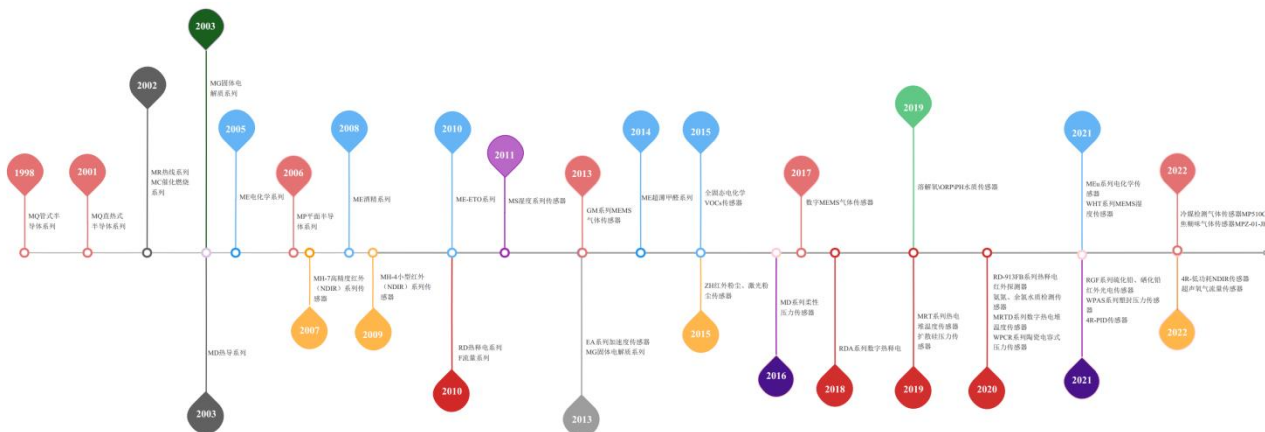 1998
MQ管式半
导体系列
2001
MQ直热式
半导体系列
2002
MR热线系列
MC催化燃烧
系列
2003
MG固体电
解质系列
MD热导系列
2003
2005
ME电化学系列
2006
MP平面半导
体系列
MH-7高精度红外
（NDIR）系列传
感器
2007
2008
ME酒精系列
MH-4小型红外
（NDIR）系列传
感器
2009
2010
ME-ETO系列
RD热释电系列
F流量系列
2010
2011
MS湿度系列传感器
2013
GM系列MEMS
气体传感器
EA系列加速度传感器
MG固体电解质系列
2013
2014
ME超薄甲醛系列
2015
全固态电化学
VOCs传感器
ZH红外粉尘、激光粉
尘传感器
2015
MD系列柔性
压力传感器
2016
2017
数字MEMS气体传感器
RDA系列数字热释电
2018
2019
溶解氧\ORP\PH水质传感器
MRT系列热电
堆温度传感器
扩散硅压力传
感器
2019
RD-913FB系列热释电
红外探测器
氨氮、余氯水质检测传
感器
MRTD系列数字热电堆
温度传感器
WPCR系列陶瓷电容式
压力传感器
2020
2021
MEu系列电化学传
感器
WHT系列MEMS湿
度传感器
RGF系列硫化铅、硒化铅
红外光电传感器
WPAS系列塑封压力传感
器
4R-PID传感器
2021
2022
冷媒检测气体传感器MP510C
焦糊味气体传感器MPZ-01-JH
4R-低功耗NDIR传感器
超声氧气流量传感器
2022